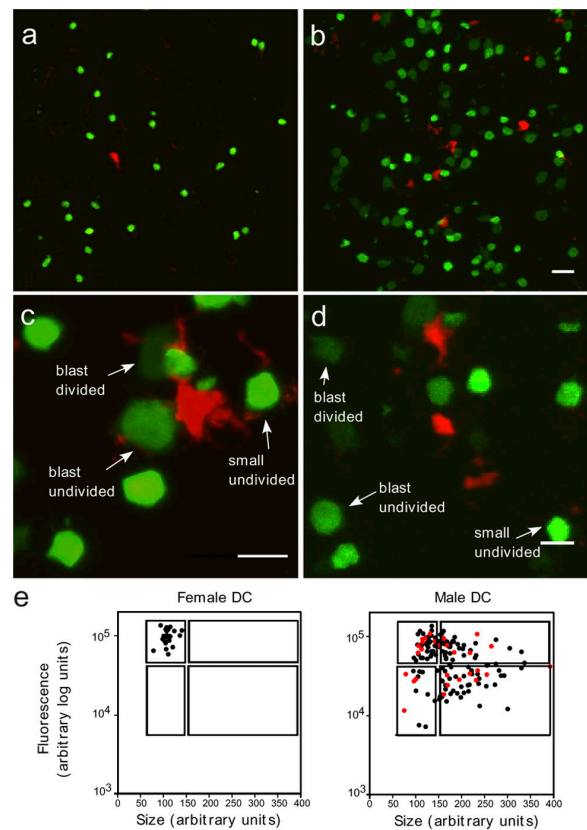 a
b
c
d
blast
divided
blast
undivided
small
undivided
blast
divided
blast
undivided
small
undivided
e
Female DC
Male DC
Fluorescence
(arbitrary log units)
10⁵
10⁴
10³
0 50 100 150 200 250 300 350 400
Size (arbitrary units)
10⁵
10⁴
10³
0 50 100 150 200 250 300 350 400
Size (arbitrary units)